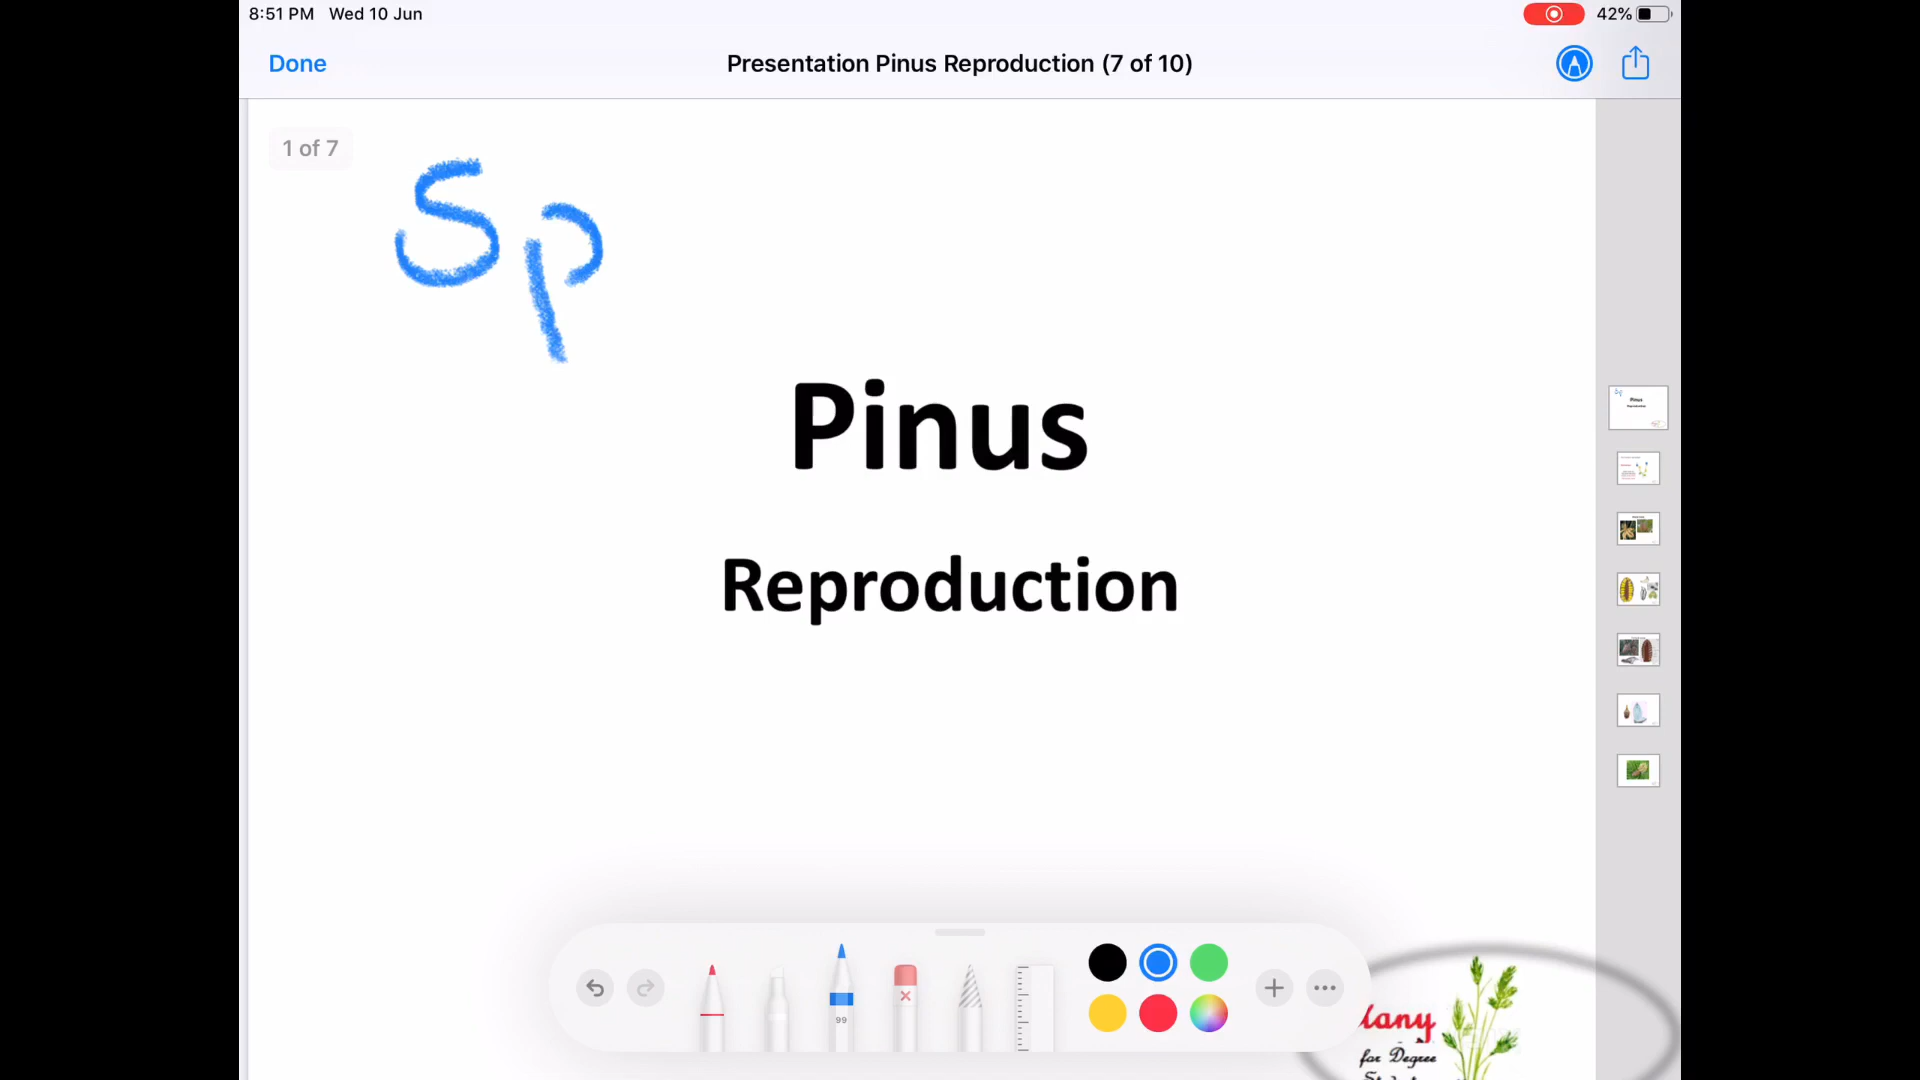 8:51 PM Wed 10 Jun
42%
Done
Presentation Pinus Reproduction (7 of 10)
1 of 7
Sp
Pinus
Reproduction
99
for Degree